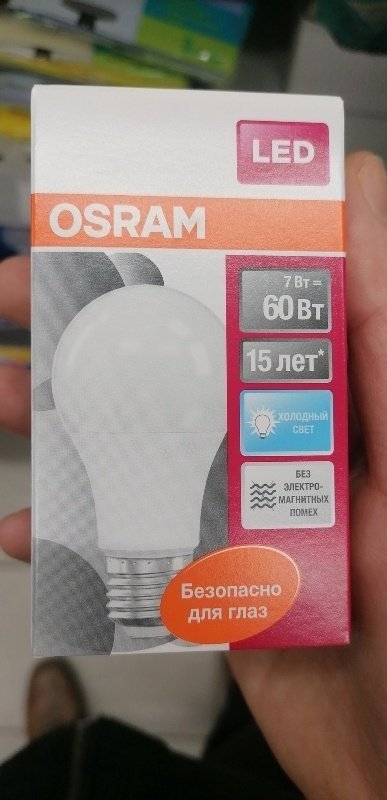 LED
OSRAM
7 Вт =
60 Вт
15 лет*
ХОЛОДНЫЙ
СВЕТ
БЕЗ
ЭЛЕКТРО-
МАГНИТНЫХ
ПОМЕХ
Безопасно
для глаз